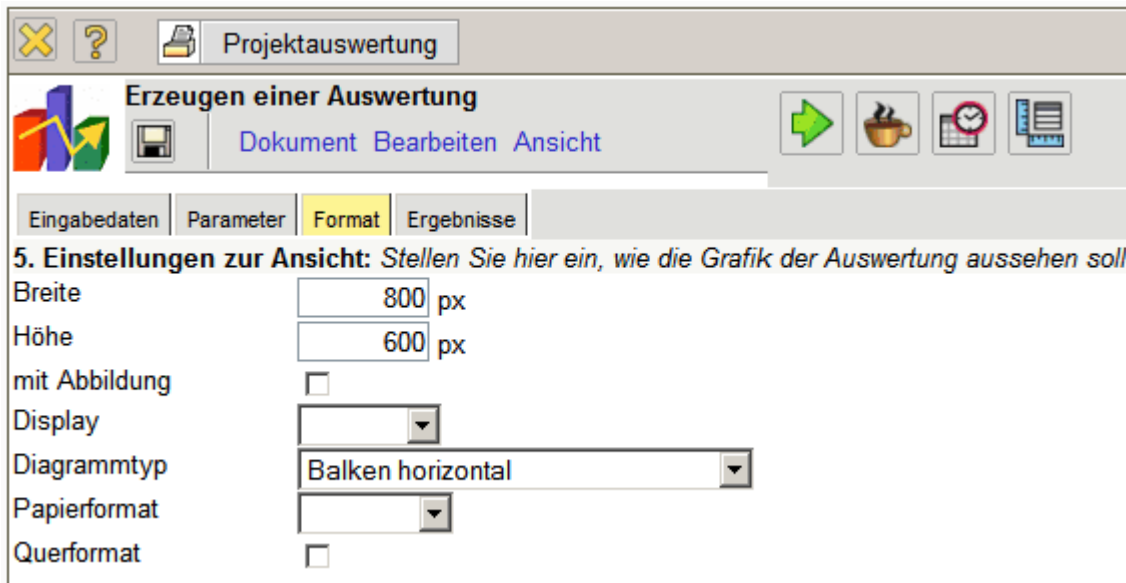 Projektauswertung
Erzeugen einer Auswertung
Dokument Bearbeiten Ansicht
Eingabedaten Parameter Format Ergebnisse
5. Einstellungen zur Ansicht: Stellen Sie hier ein, wie die Grafik der Auswertung aussehen soll
Breite 800 px
Höhe 600 px
mit Abbildung
Display
Diagrammtyp Balken horizontal
Papierformat
Querformat